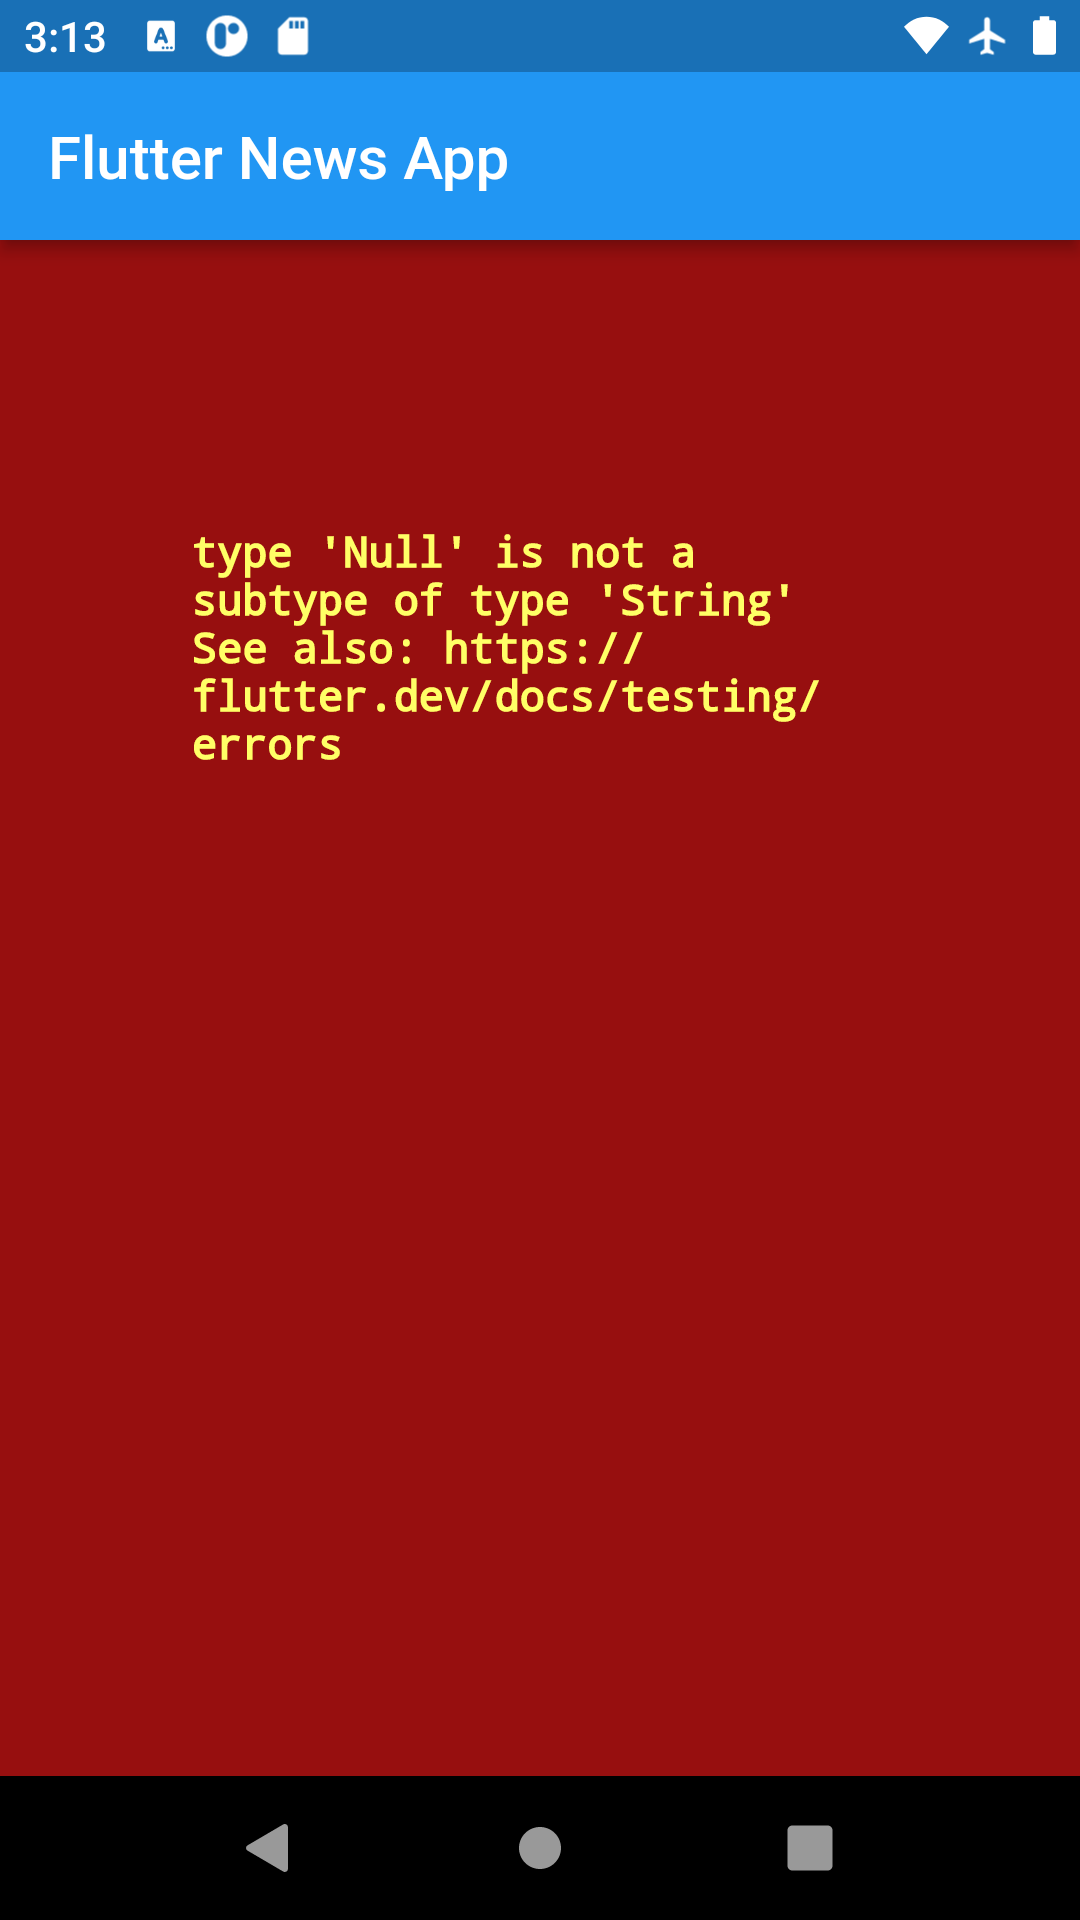 3:13
Flutter News App
type 'Null' is not a
subtype of type 'String'
See also: https://
flutter.dev/docs/testing/
errors